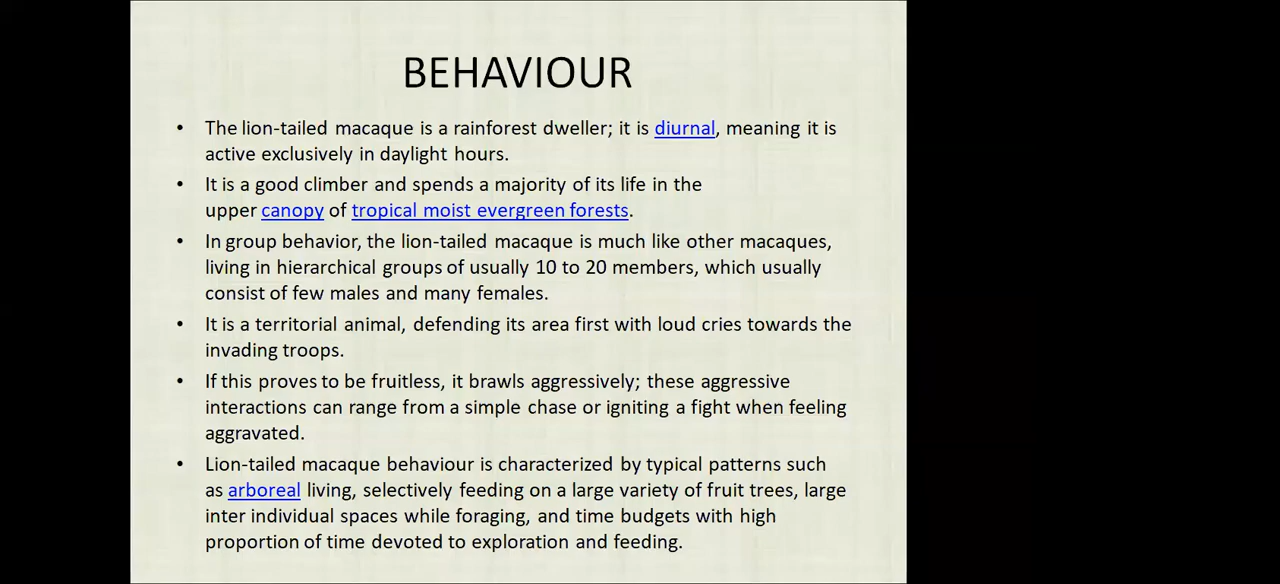 BEHAVIOUR
• The lion-tailed macaque is a rainforest dweller; it is diurnal, meaning it is
active exclusively in daylight hours.
• It is a good climber and spends a majority of its life in the
upper canopy of tropical moist evergreen forests.
• In group behavior, the lion-tailed macaque is much like other macaques,
living in hierarchical groups of usually 10 to 20 members, which usually
consist of few males and many females.
• It is a territorial animal, defending its area first with loud cries towards the
invading troops.
• If this proves to be fruitless, it brawls aggressively; these aggressive
interactions can range from a simple chase or igniting a fight when feeling
aggravated.
• Lion-tailed macaque behaviour is characterized by typical patterns such
as arboreal living, selectively feeding on a large variety of fruit trees, large
inter individual spaces while foraging, and time budgets with high
proportion of time devoted to exploration and feeding.